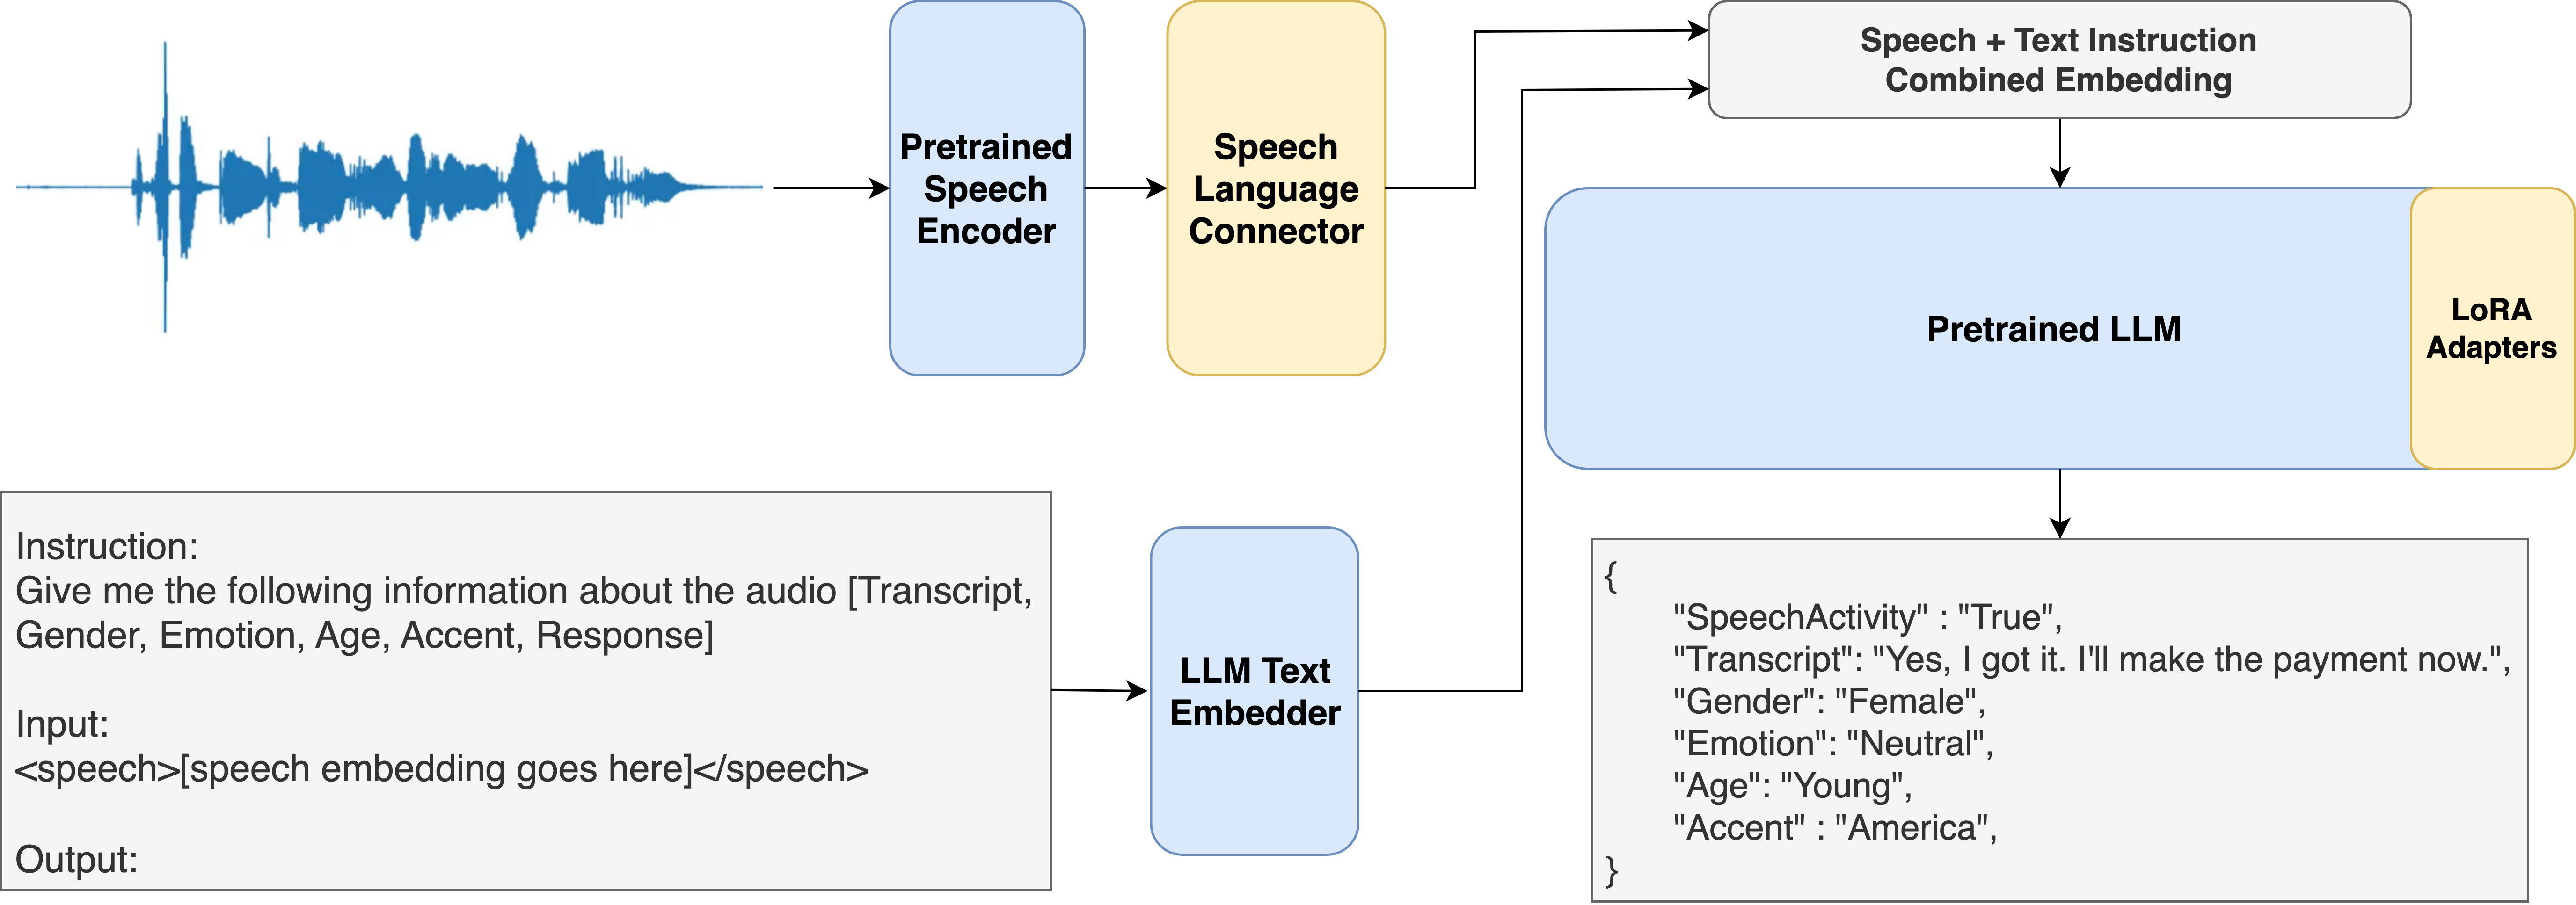 Pretrained
Speech
Encoder
Speech
Language
Connector
Speech + Text Instruction
Combined Embedding
Pretrained LLM
LoRA
Adapters
Instruction:
Give me the following information about the audio [Transcript,
Gender, Emotion, Age, Accent, Response]
Input:
<speech>[speech embedding goes here]</speech>
Output:
LLM Text
Embedder
{
"SpeechActivity" : "True",
"Transcript": "Yes, I got it. I'll make the payment now.",
"Gender": "Female",
"Emotion": "Neutral",
"Age": "Young",
"Accent" : "America",
}